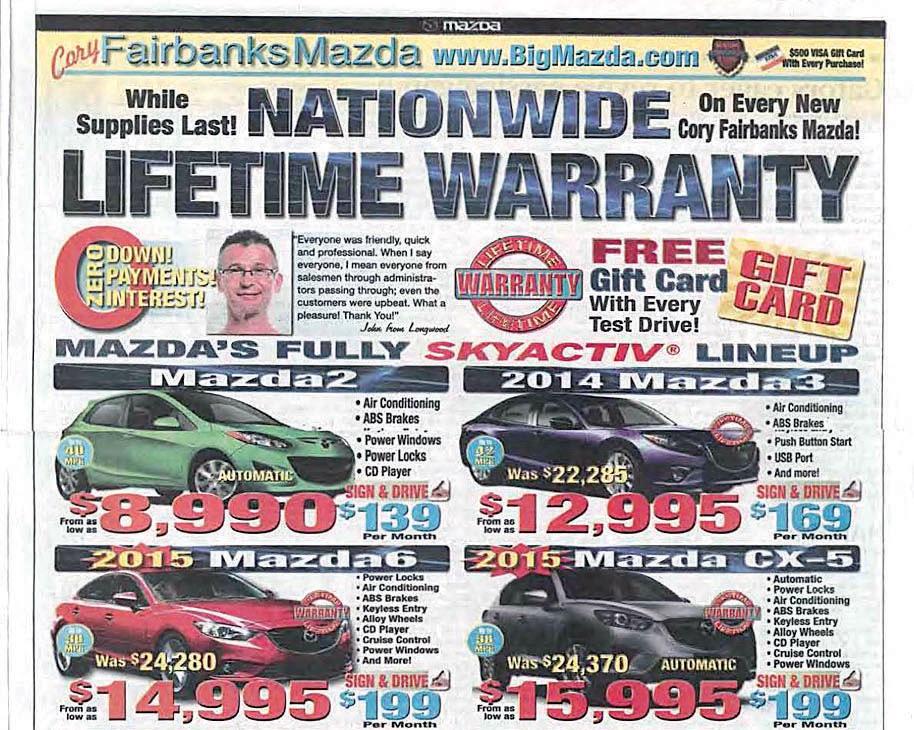 mazda
Cory Fairbanks Mazda www.BigMazda.com
$500 VISA Gift Card
With Every Purchase!
While
Supplies Last!
NATIONWIDE
On Every New
Cory Fairbanks Mazda!
LIFETIME WARRANTY
ZERO
DOWN!
PAYMENTS!
INTEREST!
"Everyone was friendly, quick
and professional. When I say
everyone, I mean everyone from
salesmen through administra-
tors passing through; even the
customers were upbeat. What a
pleasure! Thank You!"
John from Longwood
LIFETIME
WARRANTY
LIFETIME
FREE
Gift Card
With Every
Test Drive!
GIFT
CARD
MAZDA'S FULLY SKYACTIV® LINEUP
Mazda2
• Air Conditioning
• ABS Brakes
• Power Windows
• Power Locks
• CD Player
40
MPG
AUTOMATIC
From as
low as
$8,990
SIGN & DRIVE
$139
Per Month
2014 Mazda3
• Air Conditioning
• ABS Brakes
• Push Button Start
• USB Port
• And more!
WARRANTY
42
MPG
Was $22,285
From as
low as
$12,995
SIGN & DRIVE
$169
Per Month
2015 Mazda6
• Power Locks
• Air Conditioning
• ABS Brakes
• Keyless Entry
• Alloy Wheels
• CD Player
• Cruise Control
• Power Windows
• And More!
WARRANTY
38
MPG
Was $24,280
From as
low as
$14,995
SIGN & DRIVE
$199
Per Month
2015 Mazda CX-5
• Automatic
• Power Locks
• Air Conditioning
• ABS Brakes
• Keyless Entry
• Alloy Wheels
• CD Player
• Cruise Control
• Power Windows
WARRANTY
38
MPG
Was $24,370
AUTOMATIC
From as
low as
$15,995
SIGN & DRIVE
$199
Per Month